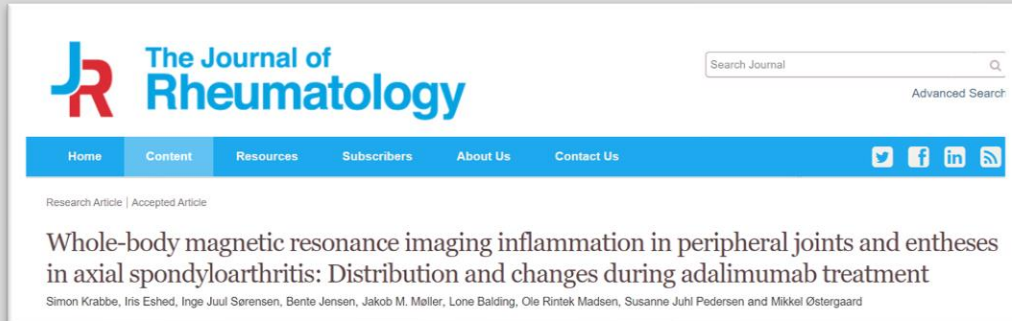 The Journal of
Rheumatology
Search Journal
Advanced Search
Home Content Resources Subscribers About Us Contact Us
Research Article | Accepted Article
Whole-body magnetic resonance imaging inflammation in peripheral joints and entheses
in axial spondyloarthritis: Distribution and changes during adalimumab treatment
Simon Krabbe, Iris Eshed, Inge Juul Sørensen, Bente Jensen, Jakob M. Møller, Lone Balding, Ole Rintek Madsen, Susanne Juhl Pedersen and Mikkel Østergaard